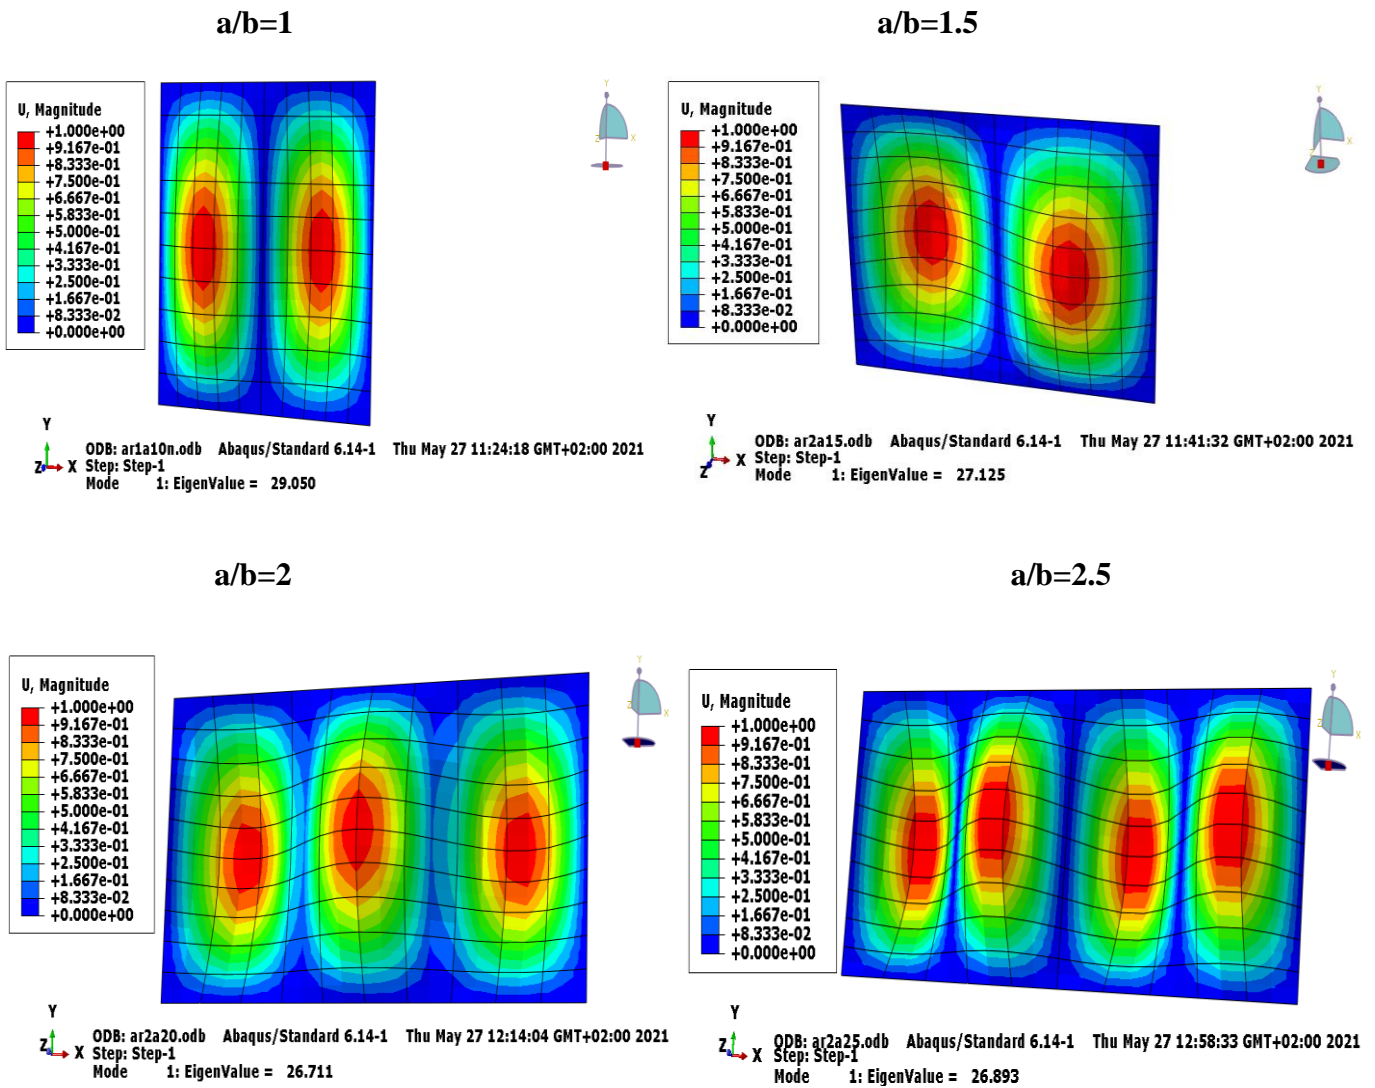 a/b=1
U, Magnitude
+1.000e+00
+9.167e-01
+8.333e-01
+7.500e-01
+6.667e-01
+5.833e-01
+5.000e-01
+4.167e-01
+3.333e-01
+2.500e-01
+1.667e-01
+8.333e-02
+0.000e+00
Y
Z
X
Y
Z
X
ODB: ar1a10n.odb Abaqus/Standard 6.14-1 Thu May 27 11:24:18 GMT+02:00 2021
Step: Step-1
Mode 1: EigenValue = 29.050
a/b=1.5
U, Magnitude
+1.000e+00
+9.167e-01
+8.333e-01
+7.500e-01
+6.667e-01
+5.833e-01
+5.000e-01
+4.167e-01
+3.333e-01
+2.500e-01
+1.667e-01
+8.333e-02
+0.000e+00
Y
Z
X
Y
Z
X
ODB: ar2a15.odb Abaqus/Standard 6.14-1 Thu May 27 11:41:32 GMT+02:00 2021
Step: Step-1
Mode 1: EigenValue = 27.125
a/b=2
U, Magnitude
+1.000e+00
+9.167e-01
+8.333e-01
+7.500e-01
+6.667e-01
+5.833e-01
+5.000e-01
+4.167e-01
+3.333e-01
+2.500e-01
+1.667e-01
+8.333e-02
+0.000e+00
Y
Z
X
Y
Z
X
ODB: ar2a20.odb Abaqus/Standard 6.14-1 Thu May 27 12:14:04 GMT+02:00 2021
Step: Step-1
Mode 1: EigenValue = 26.711
a/b=2.5
U, Magnitude
+1.000e+00
+9.167e-01
+8.333e-01
+7.500e-01
+6.667e-01
+5.833e-01
+5.000e-01
+4.167e-01
+3.333e-01
+2.500e-01
+1.667e-01
+8.333e-02
+0.000e+00
Y
Z
X
Y
Z
X
ODB: ar2a25.odb Abaqus/Standard 6.14-1 Thu May 27 12:58:33 GMT+02:00 2021
Step: Step-1
Mode 1: EigenValue = 26.893